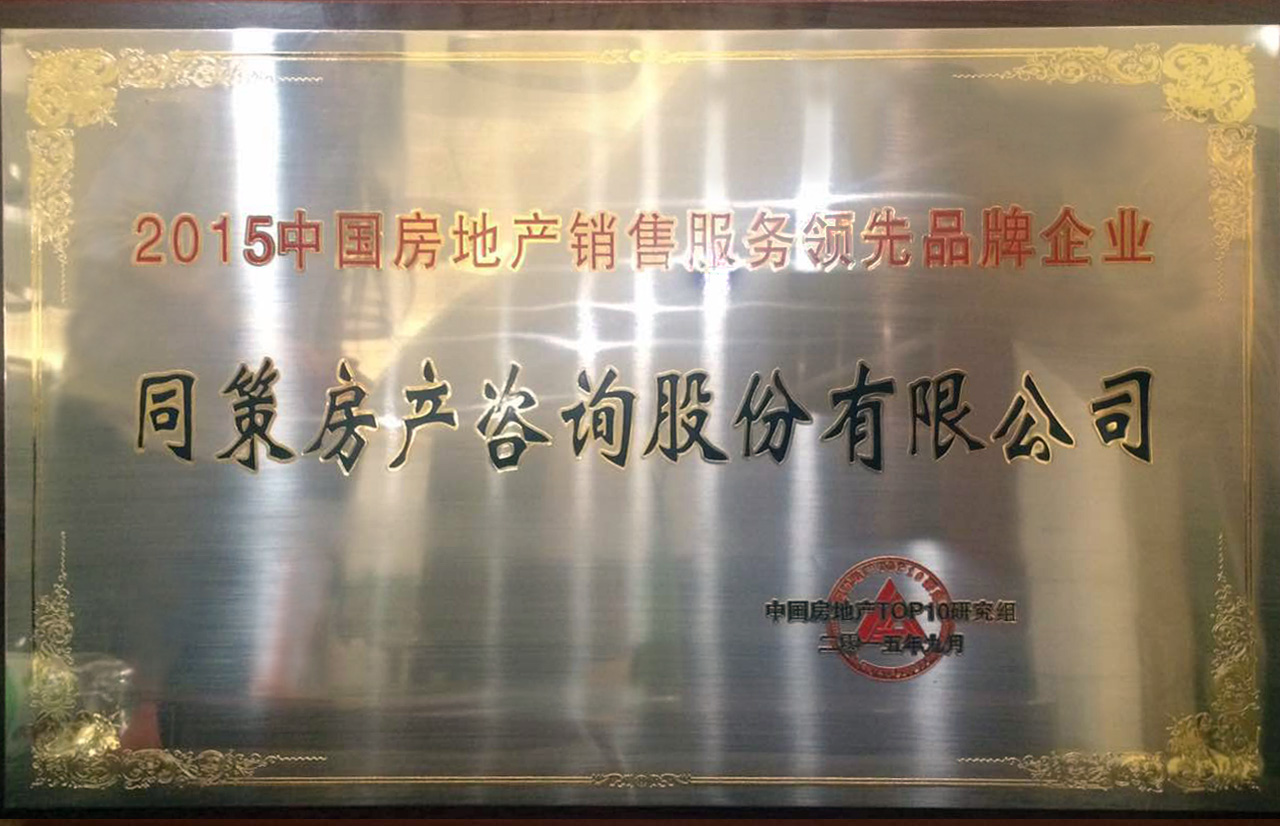 2015中国房地产销售服务领先品牌企业
同策房产咨询股份有限公司
中国房地产TOP10研究组
二零一五年九月